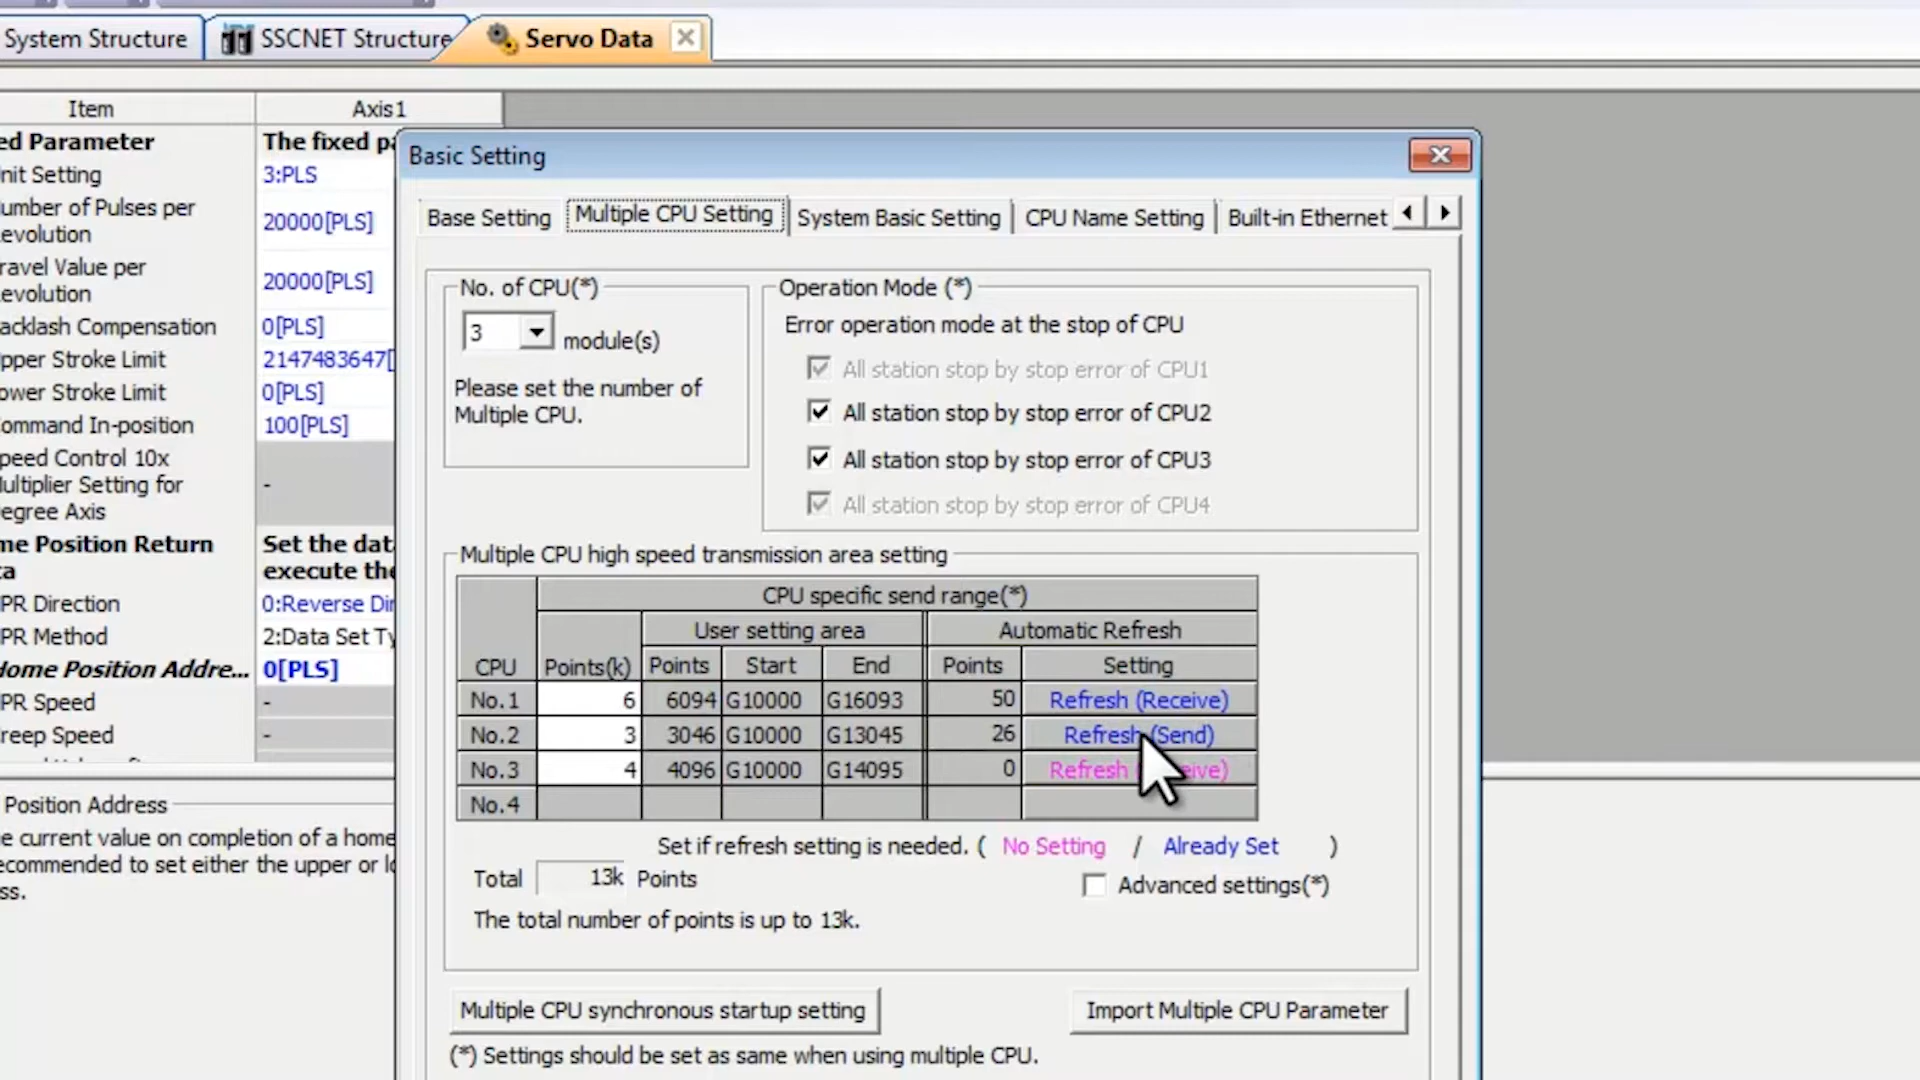 System Structure
SSCNET Structure
Servo Data
Item
Axis1
ed Parameter
The fixed pa
nit Setting
3:PLS
umber of Pulses per
evolution
20000[PLS]
ravel Value per
evolution
20000[PLS]
acklash Compensation
0[PLS]
pper Stroke Limit
2147483647[
ower Stroke Limit
0[PLS]
ommand In-position
100[PLS]
peed Control 10x
ultiplier Setting for
egree Axis
-
me Position Return
a
Set the dat
execute the
PR Direction
0:Reverse Dir
PR Method
2:Data Set Ty
Home Position Addre...
0[PLS]
PR Speed
-
reep Speed
-
Position Address
e current value on completion of a home
ecommended to set either the upper or lo
ss.
Basic Setting
Base Setting
Multiple CPU Setting
System Basic Setting
CPU Name Setting
Built-in Ethernet
No. of CPU(*)
3
module(s)
Please set the number of
Multiple CPU.
Operation Mode (*)
Error operation mode at the stop of CPU
All station stop by stop error of CPU1
All station stop by stop error of CPU2
All station stop by stop error of CPU3
All station stop by stop error of CPU4
Multiple CPU high speed transmission area setting
CPU specific send range(*)
User setting area
Automatic Refresh
CPU Points(k) Points Start End Points Setting
No.1 6 6094 G10000 G16093 50 Refresh (Receive)
No.2 3 3046 G10000 G13045 26 Refresh (Send)
No.3 4 4096 G10000 G14095 0 Refresh eive)
No.4
Set if refresh setting is needed. ( No Setting / Already Set )
Total 13k Points
Advanced settings(*)
The total number of points is up to 13k.
Multiple CPU synchronous startup setting
Import Multiple CPU Parameter
(*) Settings should be set as same when using multiple CPU.